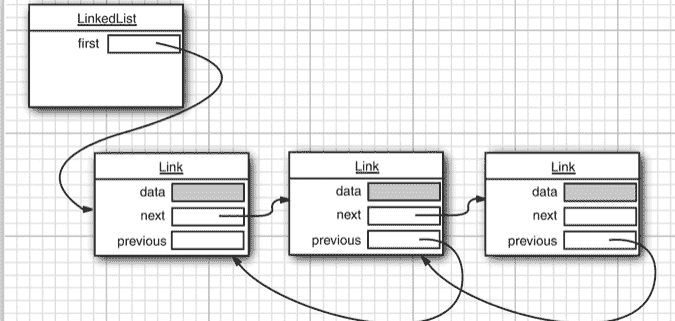 LinkedList
first
Link
data
next
previous
Link
data
next
previous
Link
data
next
previous